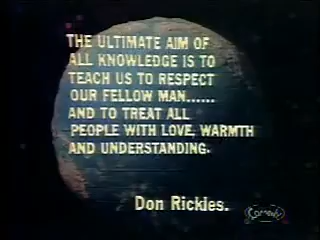 THE ULTIMATE AIM OF
ALL KNOWLEDGE IS TO
TEACH US TO RESPECT
OUR FELLOW MAN......
AND TO TREAT ALL
PEOPLE WITH LOVE, WARMTH
AND UNDERSTANDING.
Don Rickles.